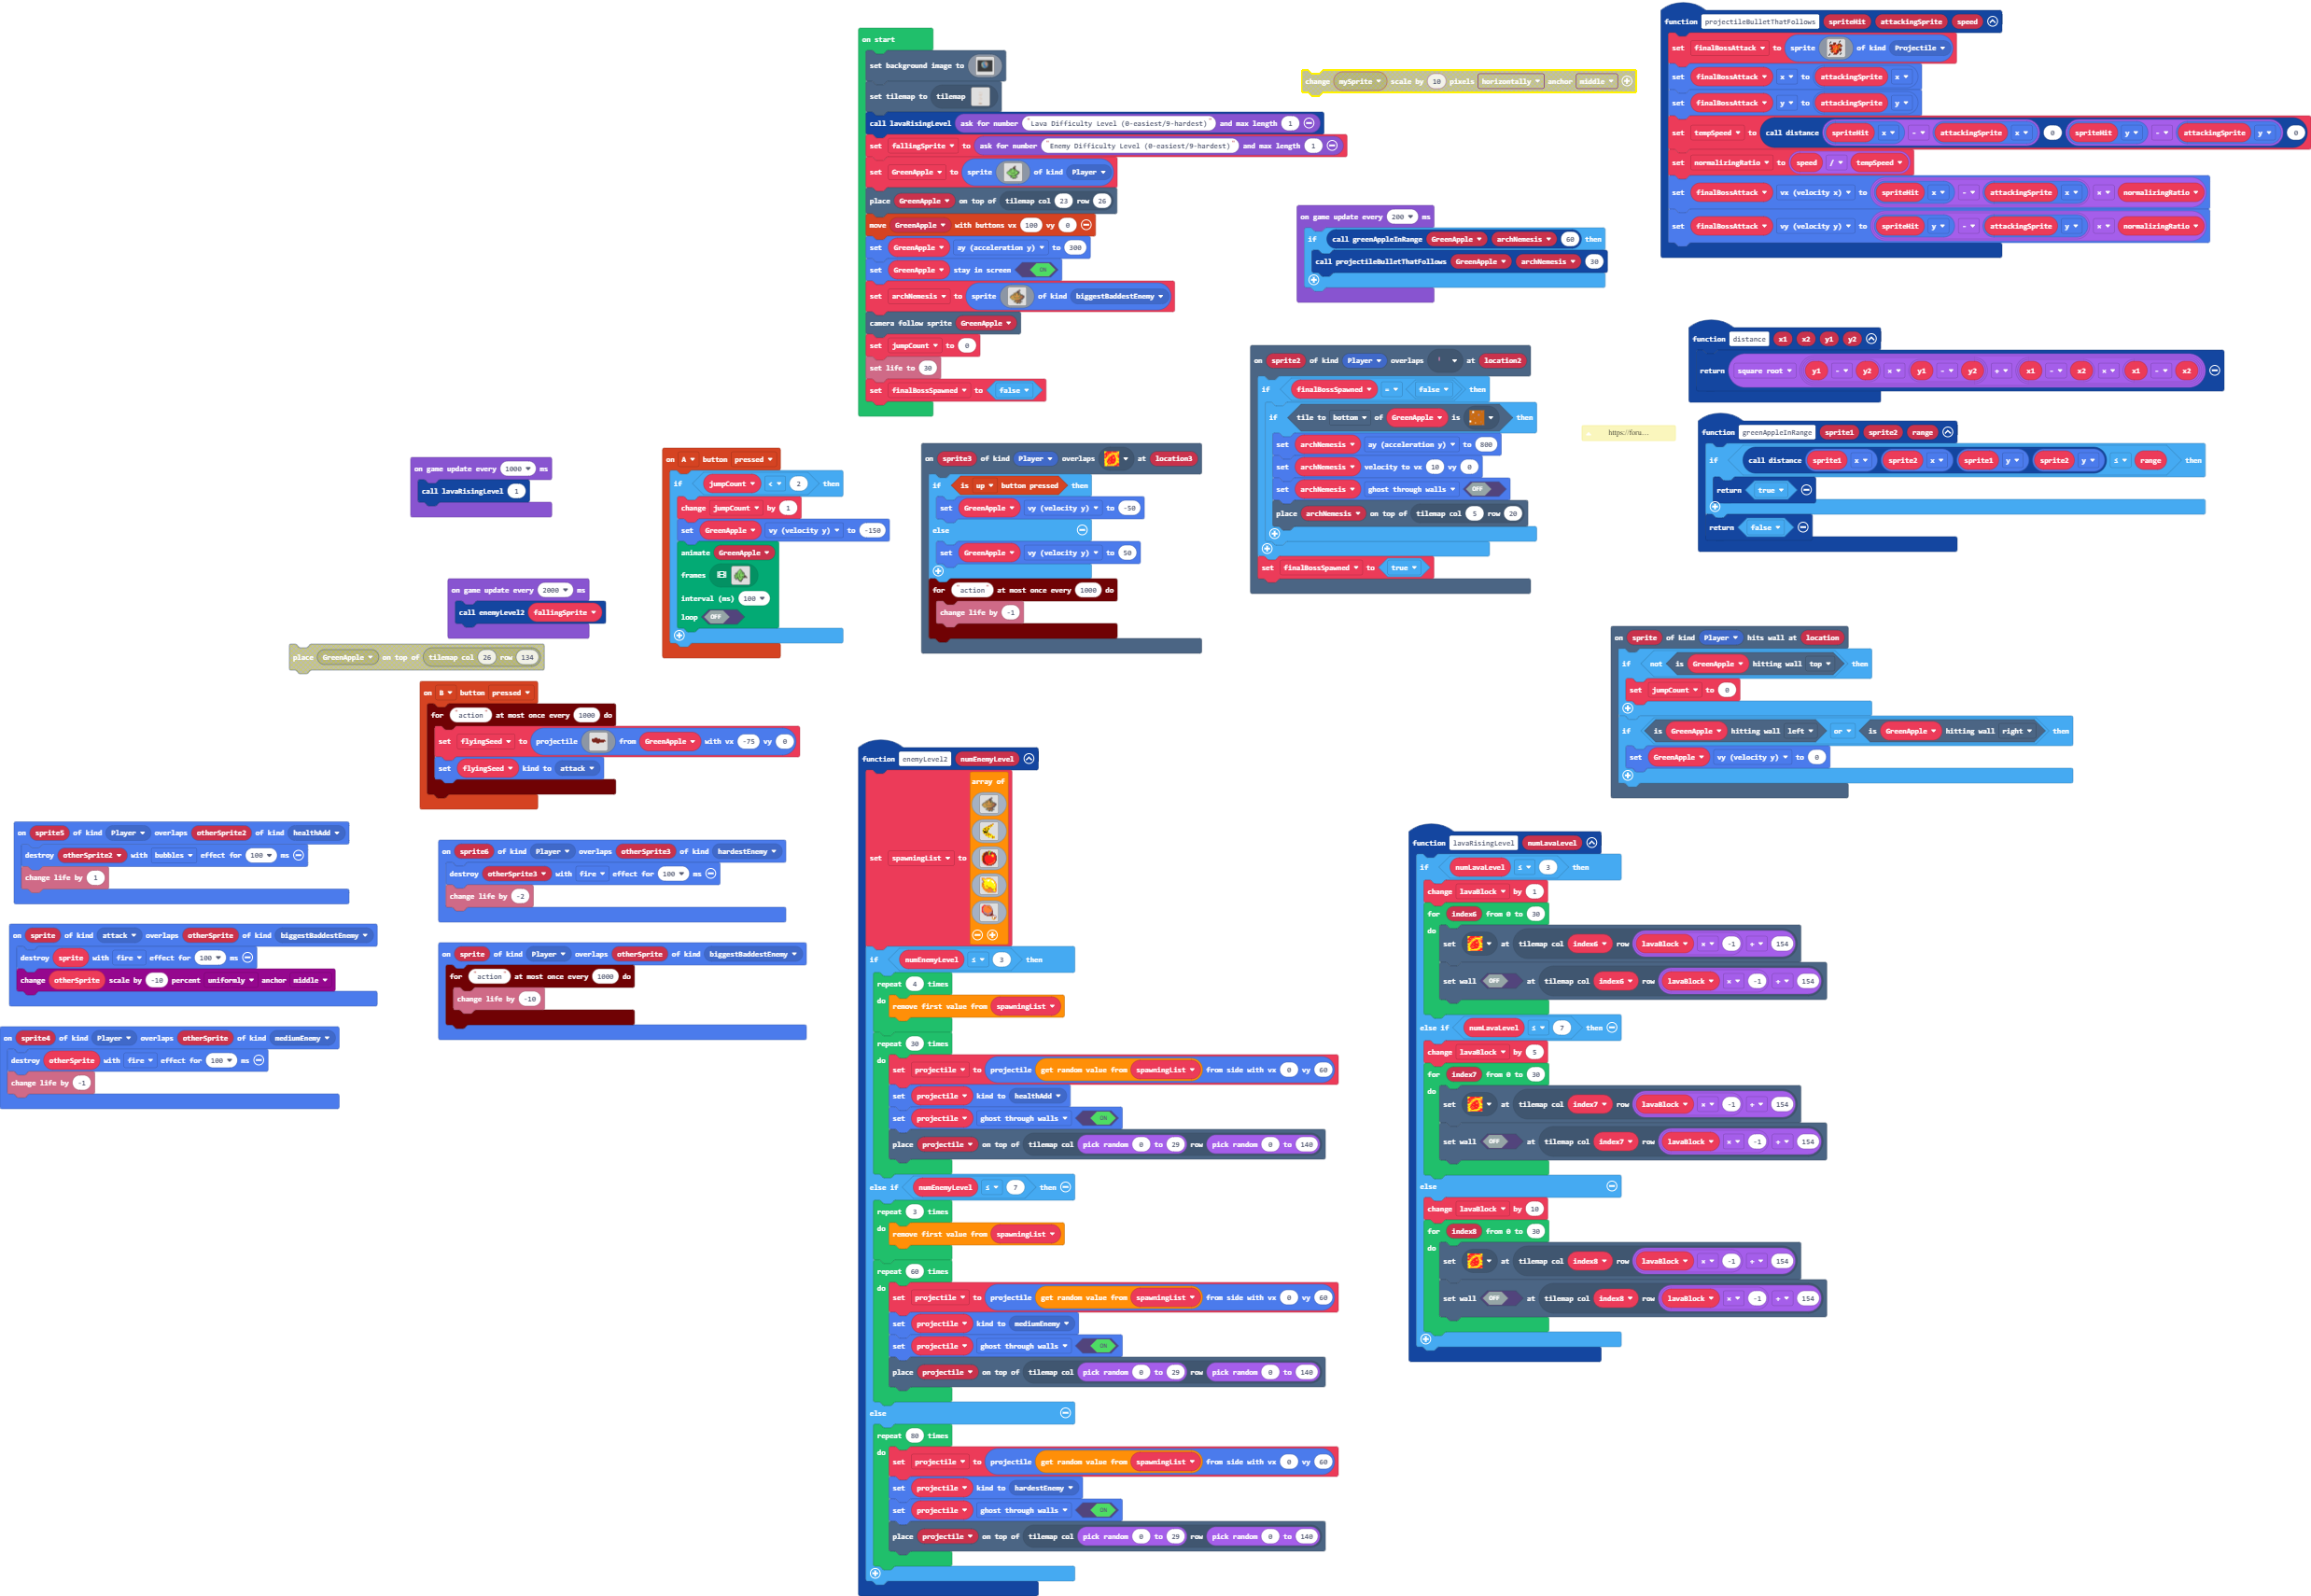 on start
set background image to
set tilemap to tilemap
call lavaRisingLevel ask for number "Lava Difficulty Level (0-easiest/9-hardest)" and max length 1
set fallingSprite to ask for number "Enemy Difficulty Level (0-easiest/9-hardest)" and max length 1
set GreenApple to sprite of kind Player
place GreenApple on top of tilemap col 23 row 26
move GreenApple with buttons vx 100 vy 0
set GreenApple ay (acceleration y) to 300
set GreenApple stay in screen ON
set archNemesis to sprite of kind biggestBaddestEnemy
camera follow sprite GreenApple
set jumpCount to 0
set life to 30
set finalBossSpawned to false
change mySprite scale by 10 pixels horizontally anchor middle
function projectileBulletThatFollows spriteHit attackingSprite speed
set finalBossAttack to sprite of kind Projectile
set finalBossAttack x to attackingSprite x
set finalBossAttack y to attackingSprite y
set tempSpeed to call distance spriteHit x - attackingSprite x 0 spriteHit y - attackingSprite y 0
set normalizingRatio to speed / tempSpeed
set finalBossAttack vx (velocity x) to spriteHit x - attackingSprite x × normalizingRatio
set finalBossAttack vy (velocity y) to spriteHit y - attackingSprite y × normalizingRatio
on game update every 200 ms
if call greenAppleInRange GreenApple archNemesis 60 then
call projectileBulletThatFollows GreenApple archNemesis 30
function distance x1 x2 y1 y2
return square root y1 - y2 × y1 - y2 + x1 - x2 × x1 - x2
on sprite2 of kind Player overlaps at location2
if finalBossSpawned = false then
if tile to bottom of GreenApple is then
set archNemesis ay (acceleration y) to 800
set archNemesis velocity to vx 10 vy 0
set archNemesis ghost through walls OFF
place archNemesis on top of tilemap col 5 row 20
set finalBossSpawned to true
https://foru...
function greenAppleInRange sprite1 sprite2 range
if call distance sprite1 x sprite2 x sprite1 y sprite2 y ≤ range then
return true
return false
on game update every 1000 ms
call lavaRisingLevel 1
on A button pressed
if jumpCount < 2 then
change jumpCount by 1
set GreenApple vy (velocity y) to -150
animate GreenApple
frames
interval (ms) 100
loop OFF
on sprite3 of kind Player overlaps at location3
if is up button pressed then
set GreenApple vy (velocity y) to -50
else
set GreenApple vy (velocity y) to 50
for "action" at most once every 1000 do
change life by -1
on game update every 2000 ms
call enemyLevel2 fallingSprite
place GreenApple on top of tilemap col 26 row 134
on B button pressed
for "action" at most once every 1000 do
set flyingSeed to projectile from GreenApple with vx -75 vy 0
set flyingSeed kind to attack
on sprite of kind Player hits wall at location
if not is GreenApple hitting wall top then
set jumpCount to 0
if is GreenApple hitting wall left or is GreenApple hitting wall right then
set GreenApple vy (velocity y) to 0
on sprite5 of kind Player overlaps otherSprite2 of kind healthAdd
destroy otherSprite2 with bubbles effect for 100 ms
change life by 1
on sprite6 of kind Player overlaps otherSprite3 of kind hardestEnemy
destroy otherSprite3 with fire effect for 100 ms
change life by -2
on sprite of kind attack overlaps otherSprite of kind biggestBaddestEnemy
destroy sprite with fire effect for 100 ms
change otherSprite scale by -10 percent uniformly anchor middle
on sprite of kind Player overlaps otherSprite of kind biggestBaddestEnemy
for "action" at most once every 1000 do
change life by -10
on sprite4 of kind Player overlaps otherSprite of kind mediumEnemy
destroy otherSprite with fire effect for 100 ms
change life by -1
function enemyLevel2 numEnemyLevel
array of
set spawningList to
if numEnemyLevel ≤ 3 then
repeat 4 times
do remove first value from spawningList
repeat 30 times
do set projectile to projectile get random value from spawningList from side with vx 0 vy 60
set projectile kind to healthAdd
set projectile ghost through walls ON
place projectile on top of tilemap col pick random 0 to 29 row pick random 0 to 140
else if numEnemyLevel ≤ 7 then
repeat 3 times
do remove first value from spawningList
repeat 60 times
do set projectile to projectile get random value from spawningList from side with vx 0 vy 60
set projectile kind to mediumEnemy
set projectile ghost through walls ON
place projectile on top of tilemap col pick random 0 to 29 row pick random 0 to 140
else
repeat 80 times
do set projectile to projectile get random value from spawningList from side with vx 0 vy 60
set projectile kind to hardestEnemy
set projectile ghost through walls ON
place projectile on top of tilemap col pick random 0 to 29 row pick random 0 to 140
function lavaRisingLevel numLavaLevel
if numLavaLevel ≤ 3 then
change lavaBlock by 1
for index6 from 0 to 30
do set at tilemap col index6 row lavaBlock × -1 + 154
set wall OFF at tilemap col index6 row lavaBlock × -1 + 154
else if numLavaLevel ≤ 7 then
change lavaBlock by 5
for index7 from 0 to 30
do set at tilemap col index7 row lavaBlock × -1 + 154
set wall OFF at tilemap col index7 row lavaBlock × -1 + 154
else
change lavaBlock by 10
for index8 from 0 to 30
do set at tilemap col index8 row lavaBlock × -1 + 154
set wall OFF at tilemap col index8 row lavaBlock × -1 + 154